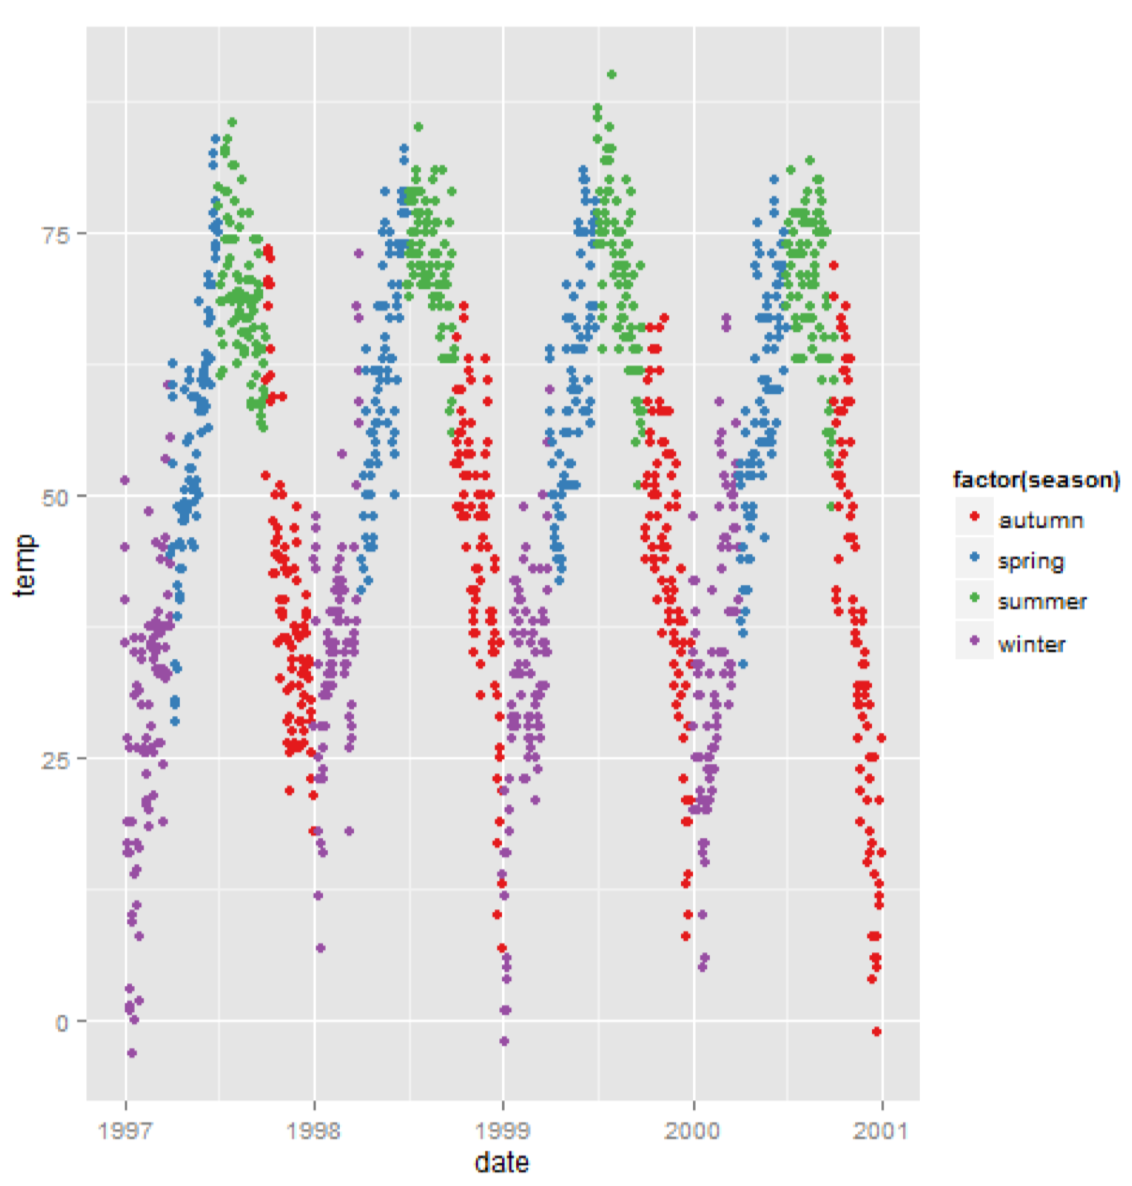 75
50
25
0
temp
1997 1998 1999 2000 2001
date
factor(season)
autumn
spring
summer
winter